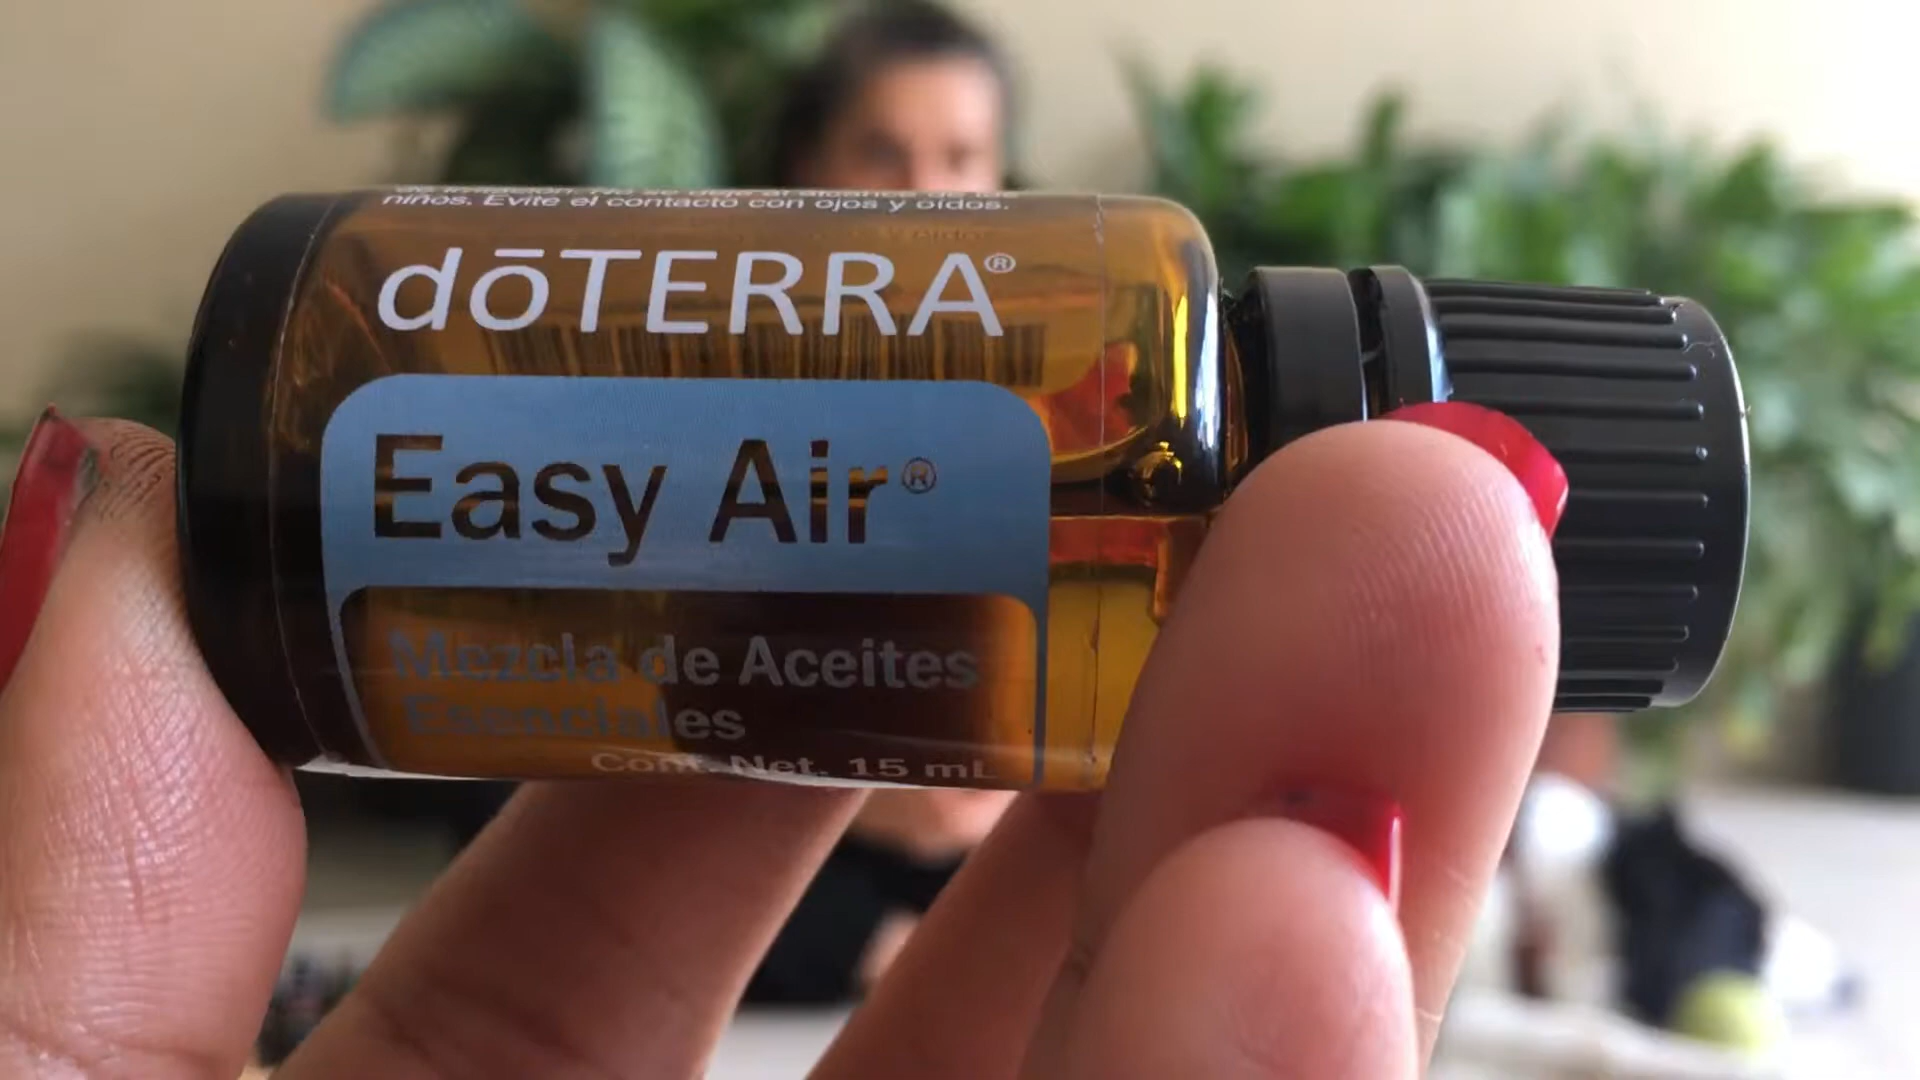 niños. Evite el contacto con ojos y oídos.
dōTERRA®
Easy Air®
Mezcla de Aceites
Esenciales
Cont. Net. 15 mL